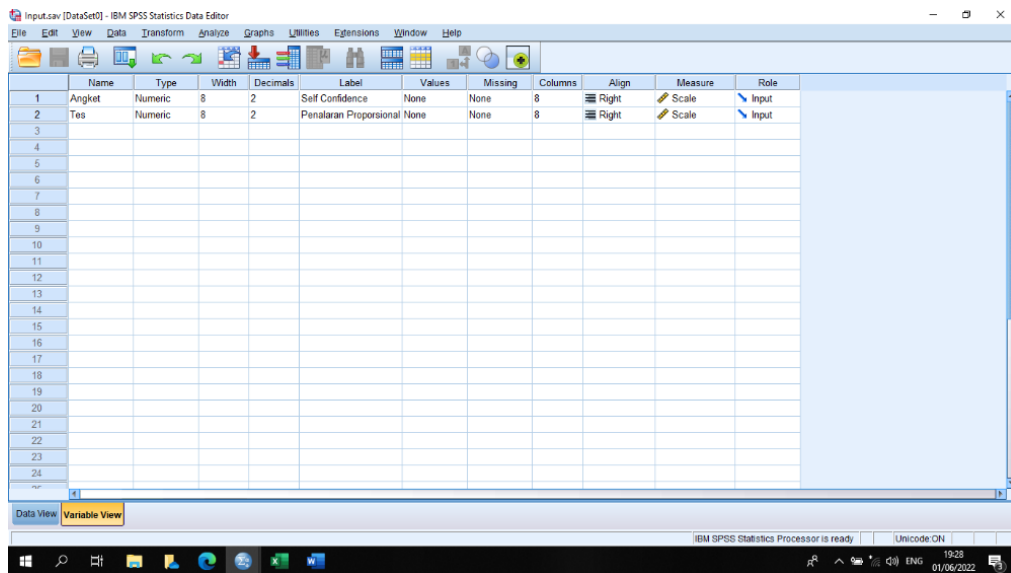 Input.sav [DataSet0] - IBM SPSS Statistics Data Editor
File Edit View Data Transform Analyze Graphs Utilities Extensions Window Help
Name Type Width Decimals Label Values Missing Columns Align Measure Role
1 Angket Numeric 8 2 Self Confidence None None 8 Right Scale Input
2 Tes Numeric 8 2 Penalaran Proporsional None None 8 Right Scale Input
3
4
5
6
7
8
9
10
11
12
13
14
15
16
17
18
19
20
21
22
23
24
Data View Variable View
IBM SPSS Statistics Processor is ready Unicode:ON
ENG 19:28
01/06/2022